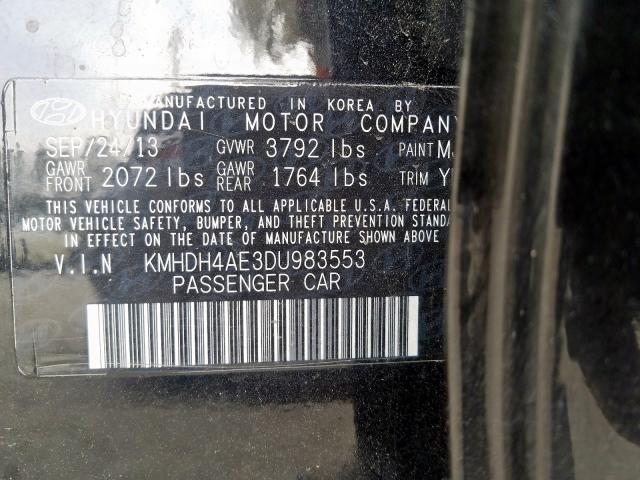 MANUFACTURED IN KOREA BY
HYUNDAI MOTOR COMPANY
SEP/24/13 GVWR 3792 lbs PAINT
GAWR FRONT 2072 lbs GAWR REAR 1764 lbs TRIM
THIS VEHICLE CONFORMS TO ALL APPLICABLE U.S.A. FEDERAL
MOTOR VEHICLE SAFETY, BUMPER, AND THEFT PREVENTION STANDA
IN EFFECT ON THE DATE OF MANUFACTURE SHOWN ABOVE
V.I.N KMHDH4AE3DU983553
PASSENGER CAR